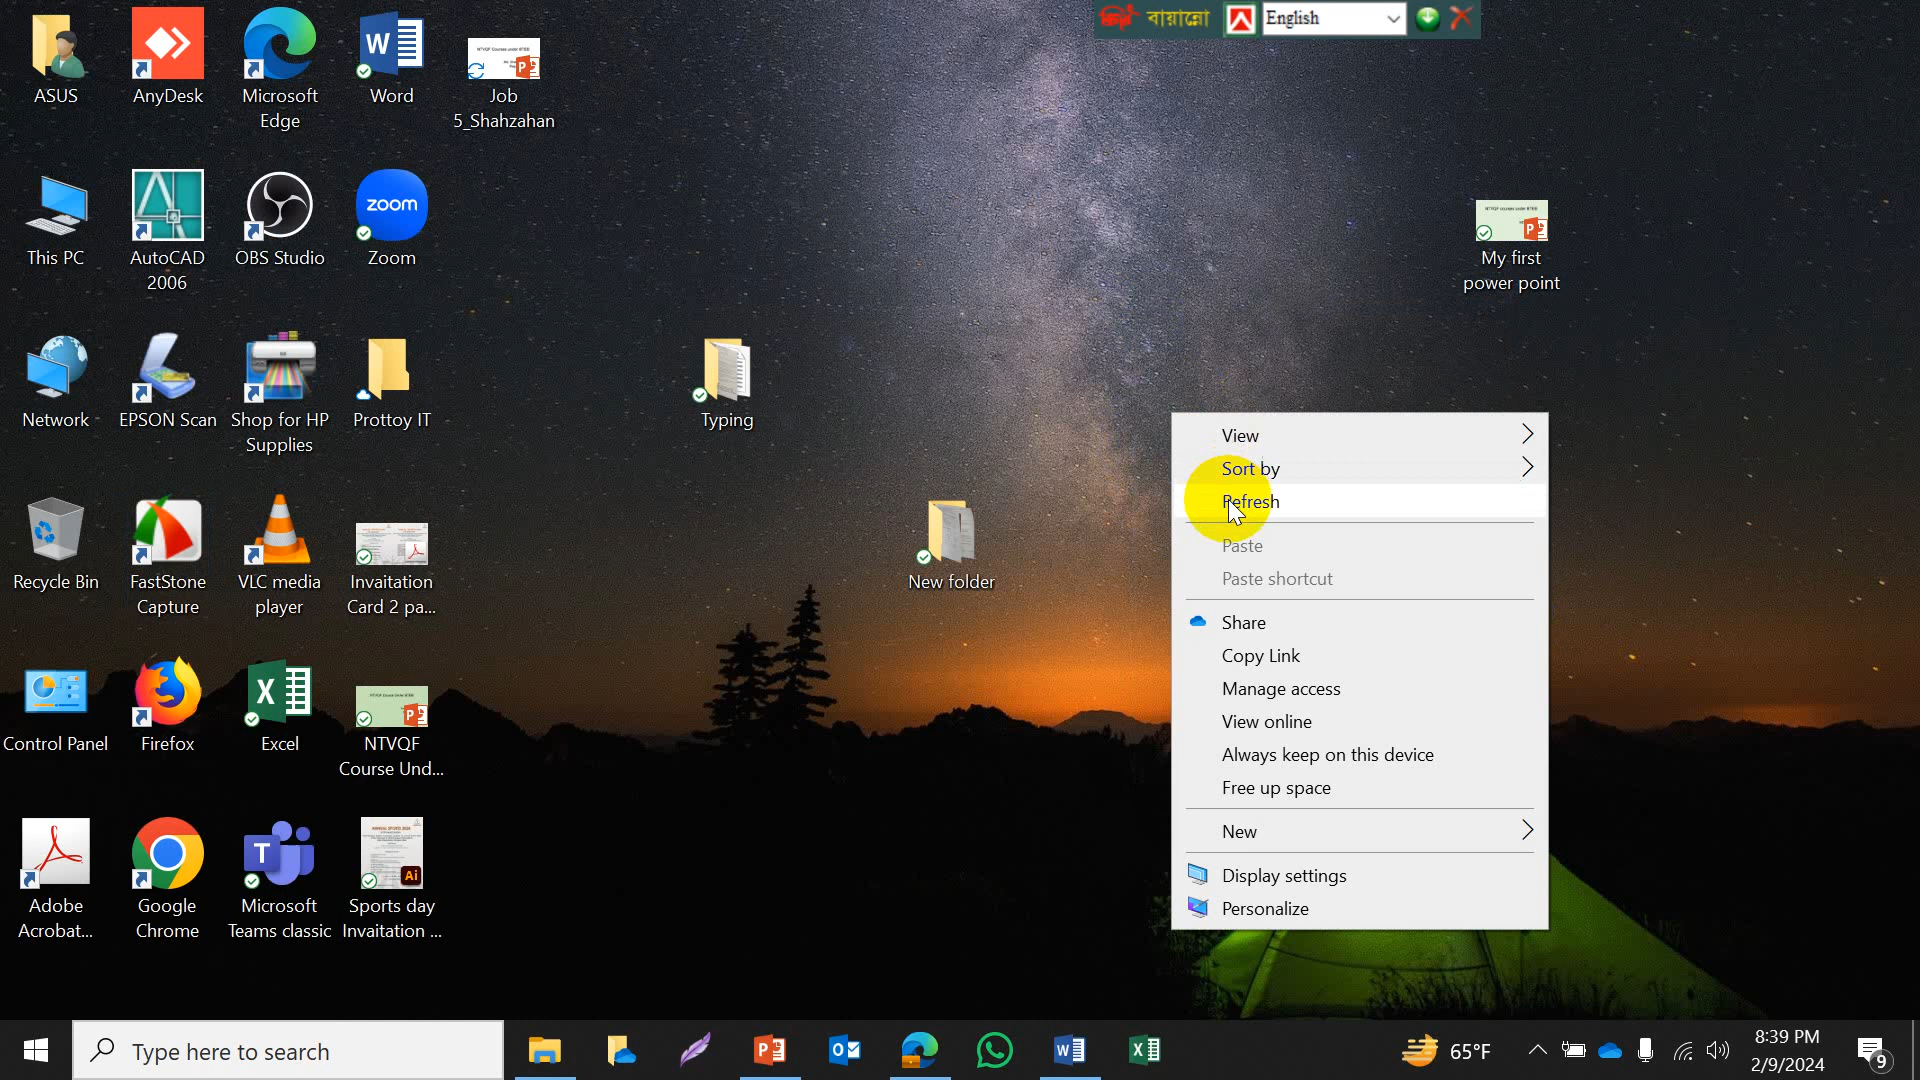 বায়ান্নো
English
ASUS
AnyDesk
Microsoft
Edge
Word
Job
5_Shahzahan
This PC
AutoCAD
2006
OBS Studio
zoom
Zoom
My first
power point
Network
EPSON Scan
Shop for HP
Supplies
Prottoy IT
Typing
View
Sort by
Refresh
Paste
Paste shortcut
Share
Copy Link
Manage access
View online
Always keep on this device
Free up space
New
Display settings
Personalize
Recycle Bin
FastStone
Capture
VLC media
player
Invaitation
Card 2 pa...
New folder
Control Panel
Firefox
Excel
NTVQF
Course Und...
Adobe
Acrobat...
Google
Chrome
Microsoft
Teams classic
Sports day
Invaitation ...
Type here to search
65°F
8:39 PM
2/9/2024
9